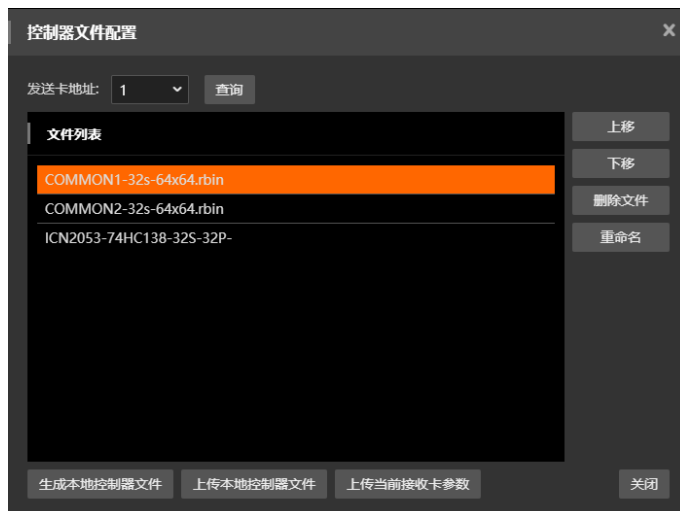 控制器文件配置
发送卡地址: 1 查询
文件列表
COMMON1-32s-64x64.rbin
COMMON2-32s-64x64.rbin
ICN2053-74HC138-32S-32P-
上移
下移
删除文件
重命名
生成本地控制器文件 上传本地控制器文件 上传当前接收卡参数 关闭